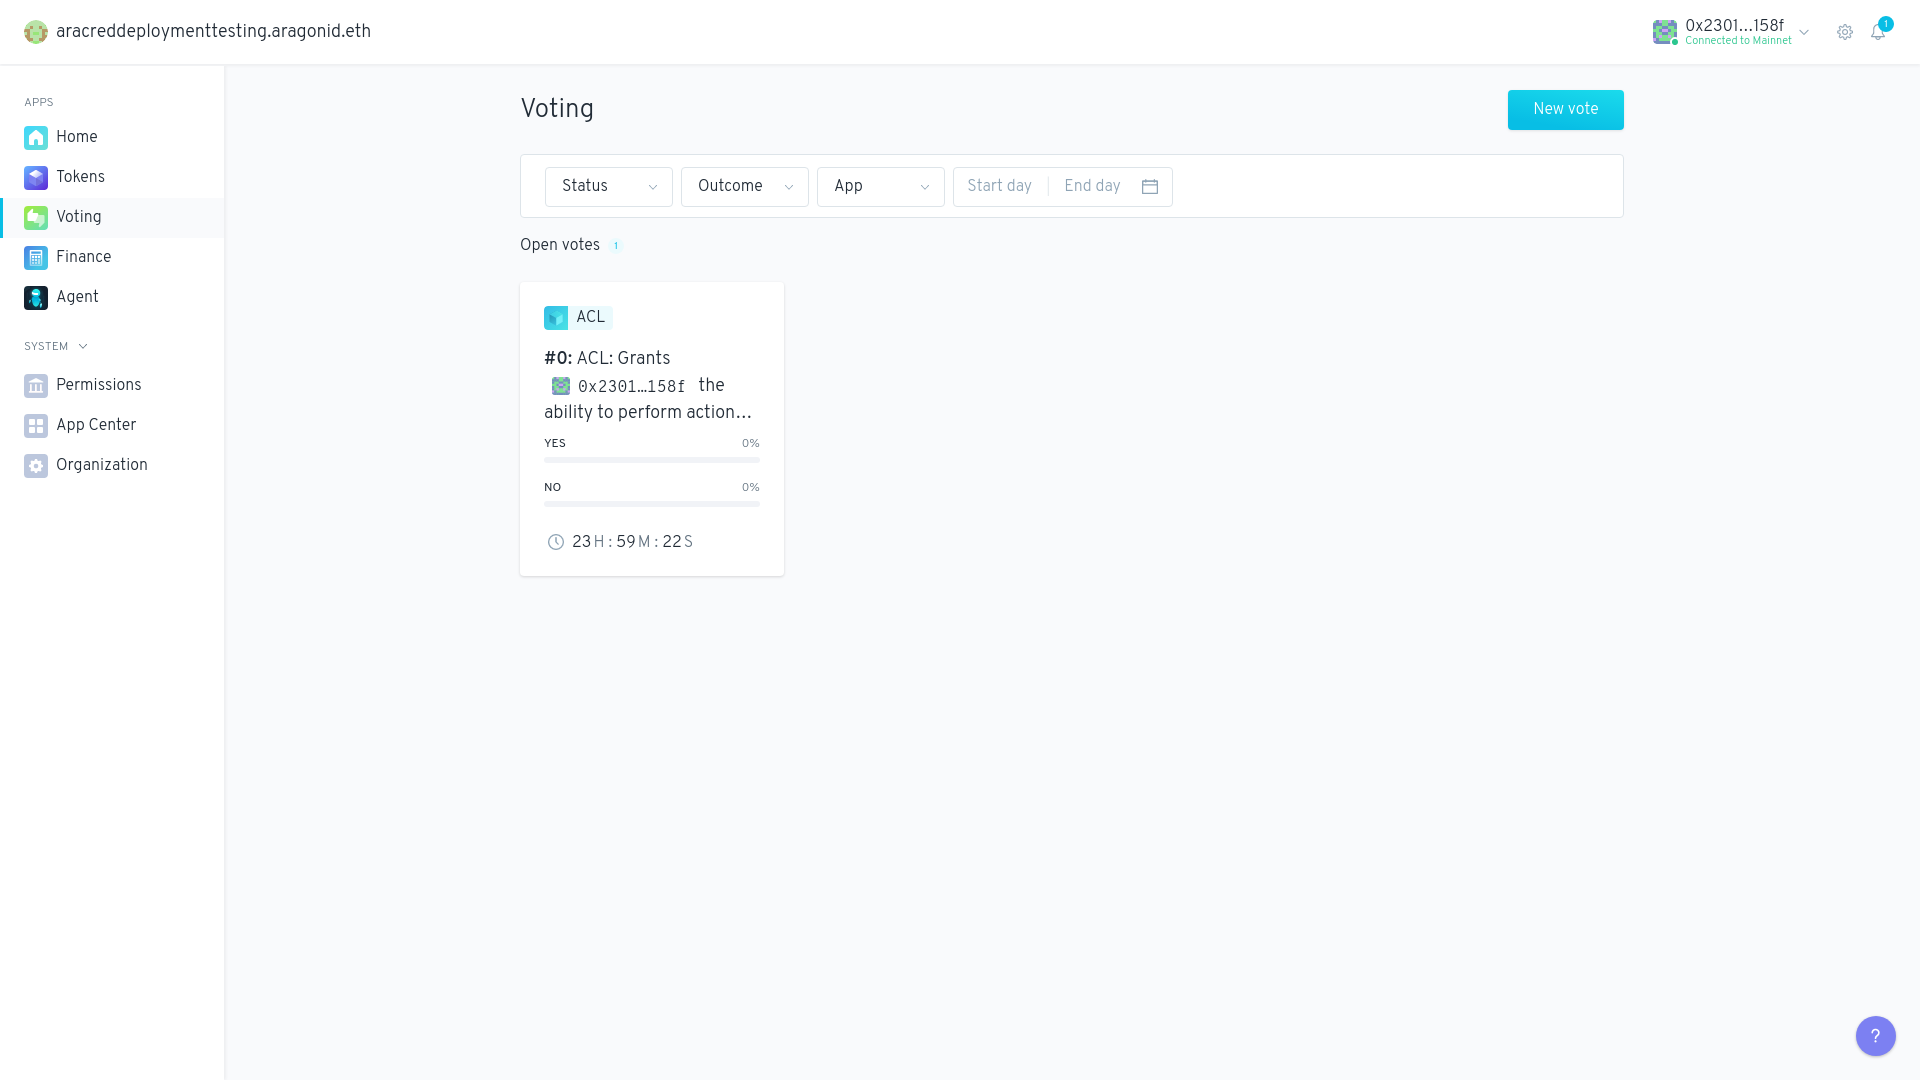 aracreddeploymenttesting.aragonid.eth
0x2301...158f
Connected to Mainnet
1
APPS
Home
Tokens
Voting
Finance
Agent
SYSTEM
Permissions
App Center
Organization
Voting
New vote
Status
Outcome
App
Start day
End day
Open votes 1
ACL
#0: ACL: Grants
0x2301…158f the
ability to perform action…
YES 0%
NO 0%
23 H : 59 M : 22 S
?